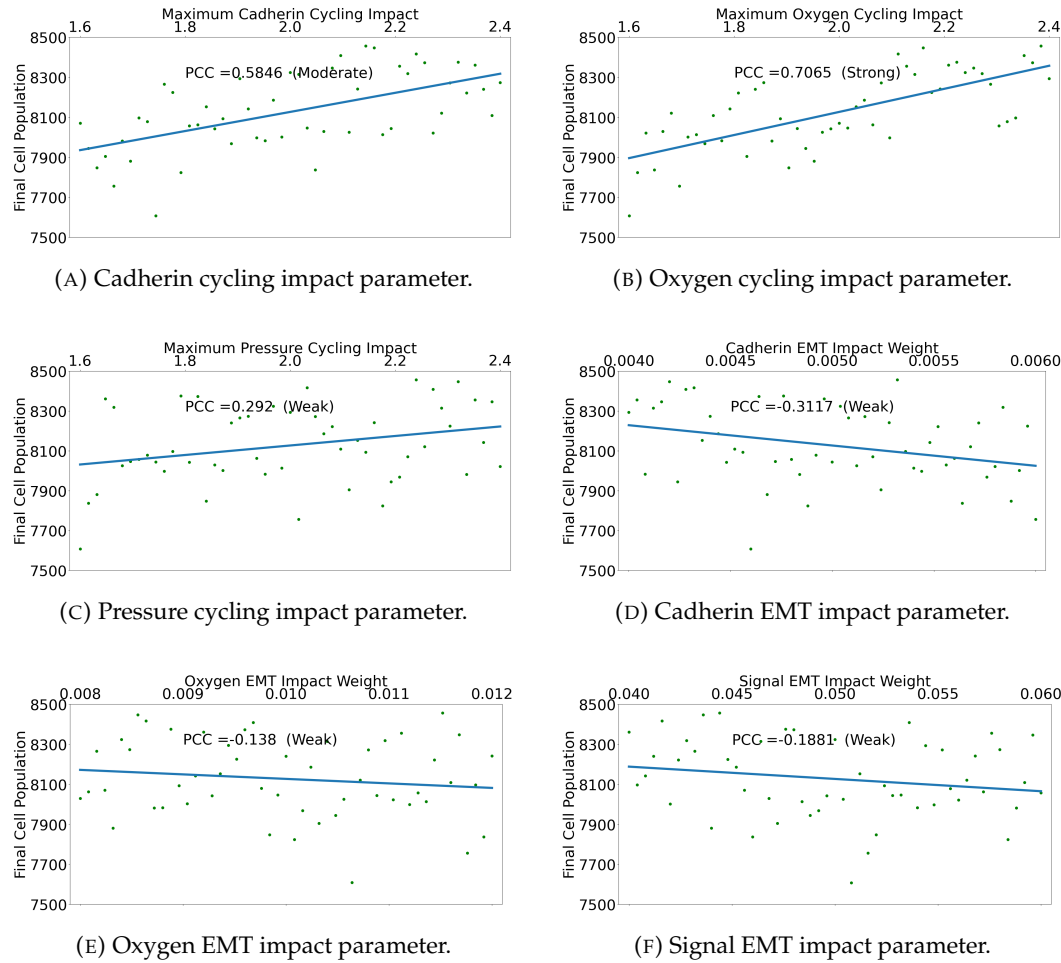 Maximum Cadherin Cycling Impact
1.6 1.8 2.0 2.2 2.4
8500
8300
8100
7900
7700
7500
Final Cell Population
PCC =0.5846 (Moderate)
(A) Cadherin cycling impact parameter.
Maximum Oxygen Cycling Impact
1.6 1.8 2.0 2.2 2.4
8500
8300
8100
7900
7700
7500
Final Cell Population
PCC =0.7065 (Strong)
(B) Oxygen cycling impact parameter.
Maximum Pressure Cycling Impact
1.6 1.8 2.0 2.2 2.4
8500
8300
8100
7900
7700
7500
Final Cell Population
PCC =0.292 (Weak)
(C) Pressure cycling impact parameter.
Cadherin EMT Impact Weight
0.0040 0.0045 0.0050 0.0055 0.0060
8500
8300
8100
7900
7700
7500
Final Cell Population
PCC =-0.3117 (Weak)
(D) Cadherin EMT impact parameter.
Oxygen EMT Impact Weight
0.008 0.009 0.010 0.011 0.012
8500
8300
8100
7900
7700
7500
Final Cell Population
PCC =-0.138 (Weak)
(E) Oxygen EMT impact parameter.
Signal EMT Impact Weight
0.040 0.045 0.050 0.055 0.060
8500
8300
8100
7900
7700
7500
Final Cell Population
PCC =-0.1881 (Weak)
(F) Signal EMT impact parameter.